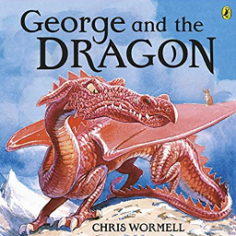 George and the
DRAGON
CHRIS WORMELL